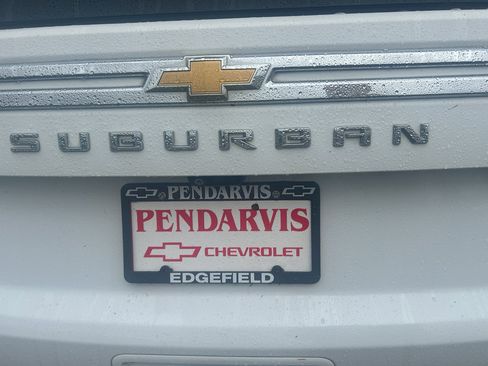 SUBURBAN
PENDARVIS
PENDARVIS
CHEVROLET
EDGEFIELD